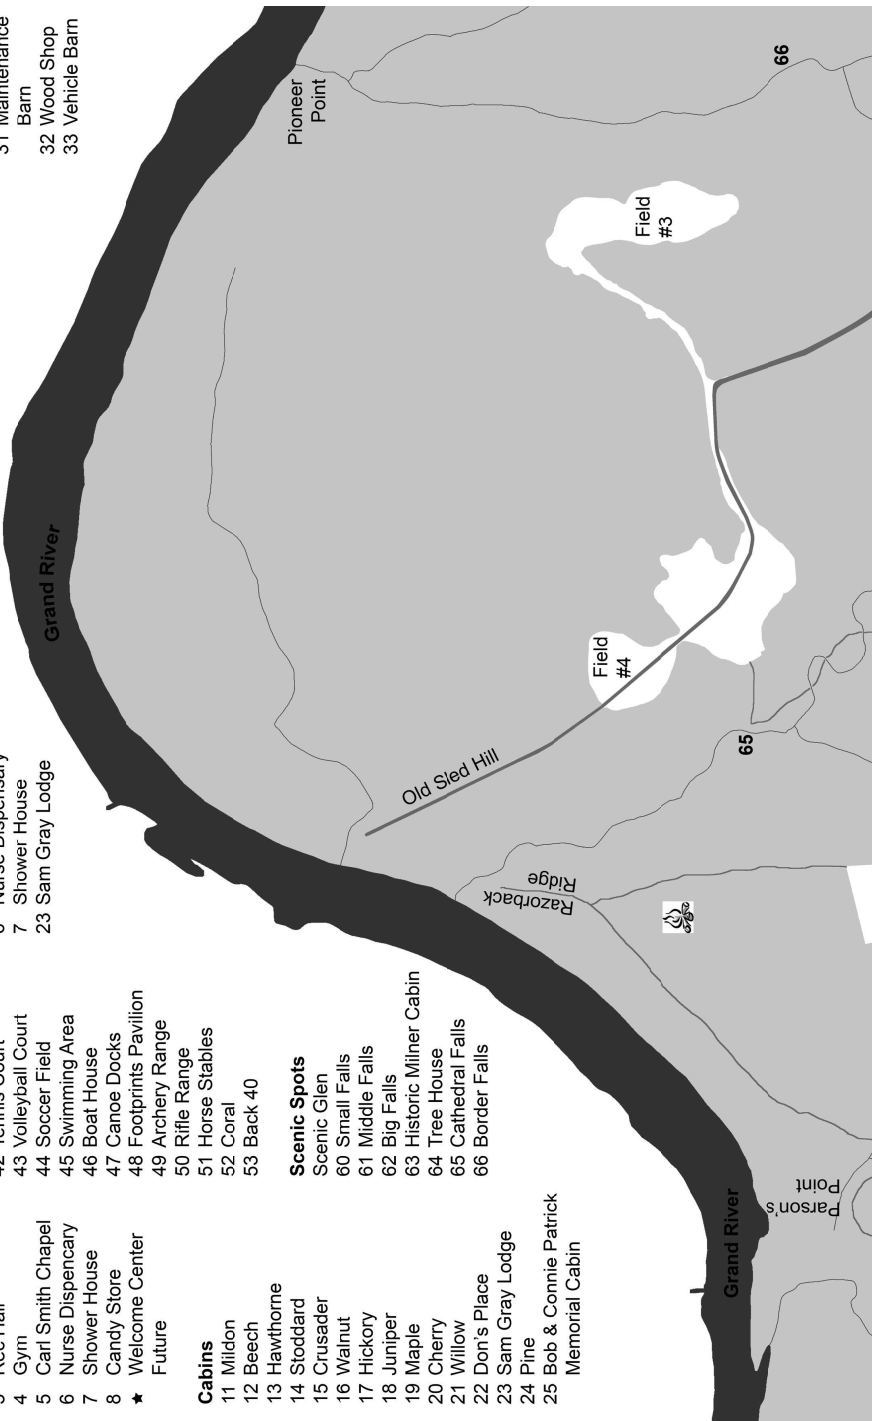 3 Rec Hall
4 Gym
5 Carl Smith Chapel
6 Nurse Dispencary
7 Shower House
8 Candy Store
★ Welcome Center
Future
Cabins
11 Mildon
12 Beech
13 Hawthorne
14 Stoddard
15 Crusader
16 Walnut
17 Hickory
18 Juniper
19 Maple
20 Cherry
21 Willow
22 Don's Place
23 Sam Gray Lodge
24 Pine
25 Bob & Connie Patrick
Memorial Cabin
42 Tennis Court
43 Volleyball Court
44 Soccer Field
45 Swimming Area
46 Boat House
47 Canoe Docks
48 Footprints Pavilion
49 Archery Range
50 Rifle Range
51 Horse Stables
52 Coral
53 Back 40
Scenic Spots
Scenic Glen
60 Small Falls
61 Middle Falls
62 Big Falls
63 Historic Milner Cabin
64 Tree House
65 Cathedral Falls
66 Border Falls
6 Nurse Dispensary
7 Shower House
23 Sam Gray Lodge
31 Maintenance
Barn
32 Wood Shop
33 Vehicle Barn
Grand River
Pioneer
Point
Old Sled Hill
Razorback
Ridge
Field
#4
Field
#3
65
66
Grand River
Parson's
Point